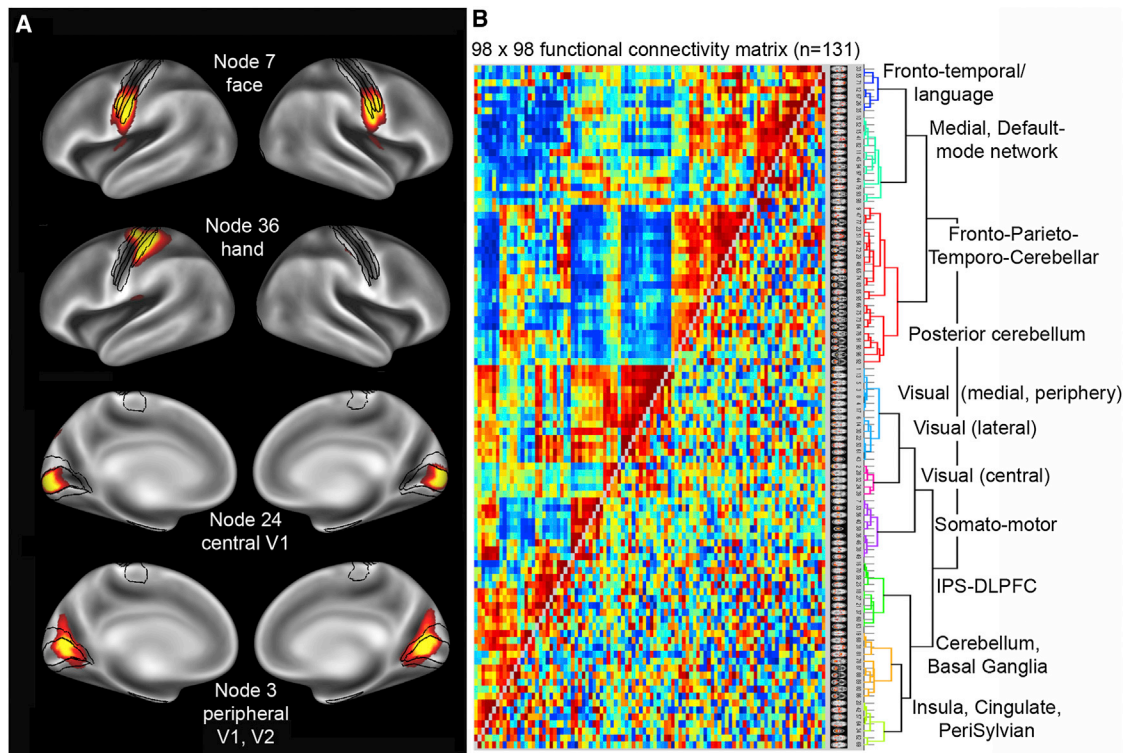 A
Node 7
face
Node 36
hand
Node 24
central V1
Node 3
peripheral
V1, V2
B
98 x 98 functional connectivity matrix (n=131)
Fronto-temporal/
language
Medial, Default-
mode network
Fronto-Parieto-
Temporo-Cerebellar
Posterior cerebellum
Visual (medial, periphery)
Visual (lateral)
Visual (central)
Somato-motor
IPS-DLPFC
Cerebellum,
Basal Ganglia
Insula, Cingulate,
PeriSylvian